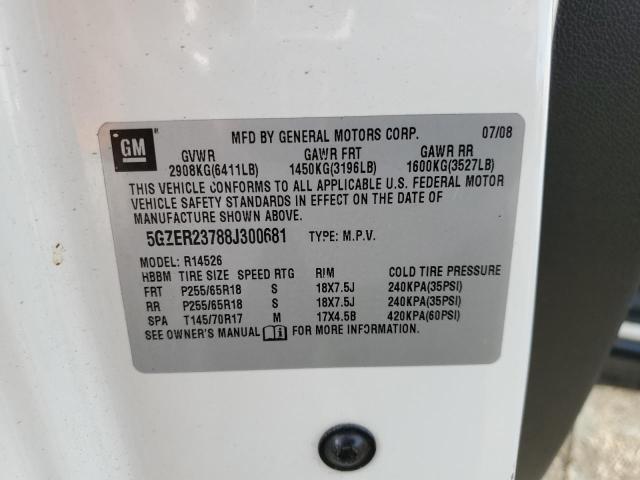 GM MFD BY GENERAL MOTORS CORP. 07/08
GVWR GAWR FRT GAWR RR
2908KG(6411LB) 1450KG(3196LB) 1600KG(3527LB)
THIS VEHICLE CONFORMS TO ALL APPLICABLE U.S. FEDERAL MOTOR
VEHICLE SAFETY STANDARDS IN EFFECT ON THE DATE OF
MANUFACTURE SHOWN ABOVE.
5GZER23788J300681 TYPE: M.P.V.
MODEL: R14526
HBBM TIRE SIZE SPEED RTG RIM COLD TIRE PRESSURE
FRT P255/65R18 S 18X7.5J 240KPA(35PSI)
RR P255/65R18 S 18X7.5J 240KPA(35PSI)
SPA T145/70R17 M 17X4.5B 420KPA(60PSI)
SEE OWNER'S MANUAL FOR MORE INFORMATION.